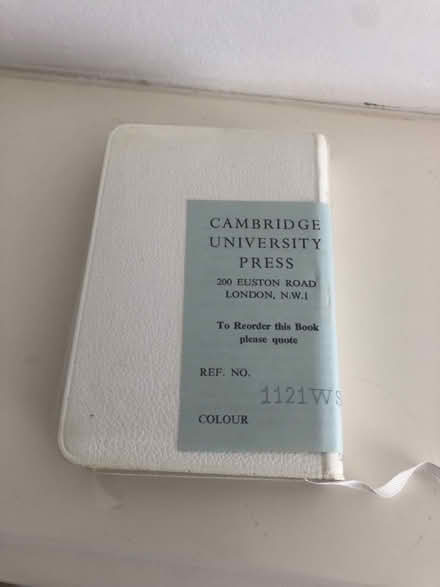 CAMBRIDGE
UNIVERSITY
PRESS
200 EUSTON ROAD
LONDON, N.W.1
To Reorder this Book
please quote
REF. NO.
1121WS
COLOUR